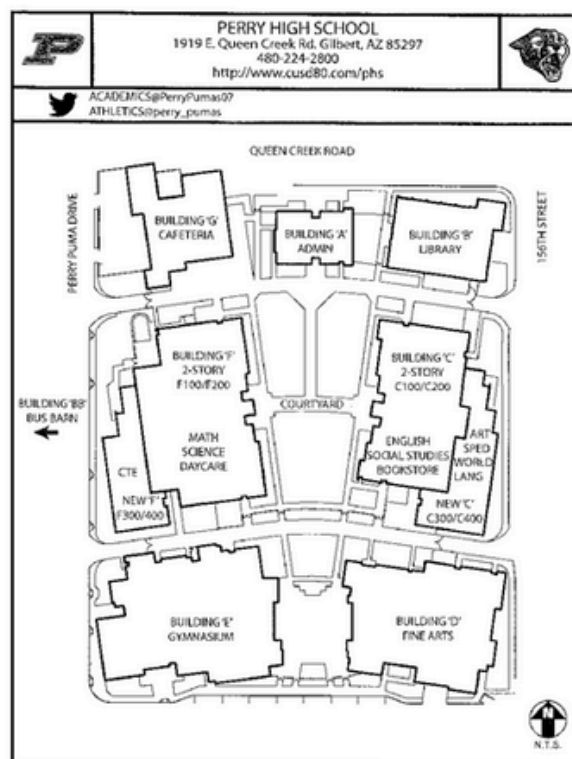 P
PERRY HIGH SCHOOL
1919 E. Queen Creek Rd. Gilbert, AZ 85297
480-224-2800
http://www.cusd80.com/phs
ACADEMICS@PerryPumas07
ATHLETICS@perry_pumas
QUEEN CREEK ROAD
PERRY PUMA DRIVE
156TH STREET
BUILDING 'G'
CAFETERIA
BUILDING 'A'
ADMIN
BUILDING 'B'
LIBRARY
BUILDING 'F'
2-STORY
F100/F200
MATH
SCIENCE
DAYCARE
COURTYARD
BUILDING 'C'
2-STORY
C100/C200
ENGLISH
SOCIAL STUDIES
BOOKSTORE
BUILDING 'BB'
BUS BARN
CTE
NEW 'F'
F300/400
ART
SPED
WORLD
LANG
NEW 'C'
C300/C400
BUILDING 'E'
GYMNASIUM
BUILDING 'D'
FINE ARTS
N
N.T.S.